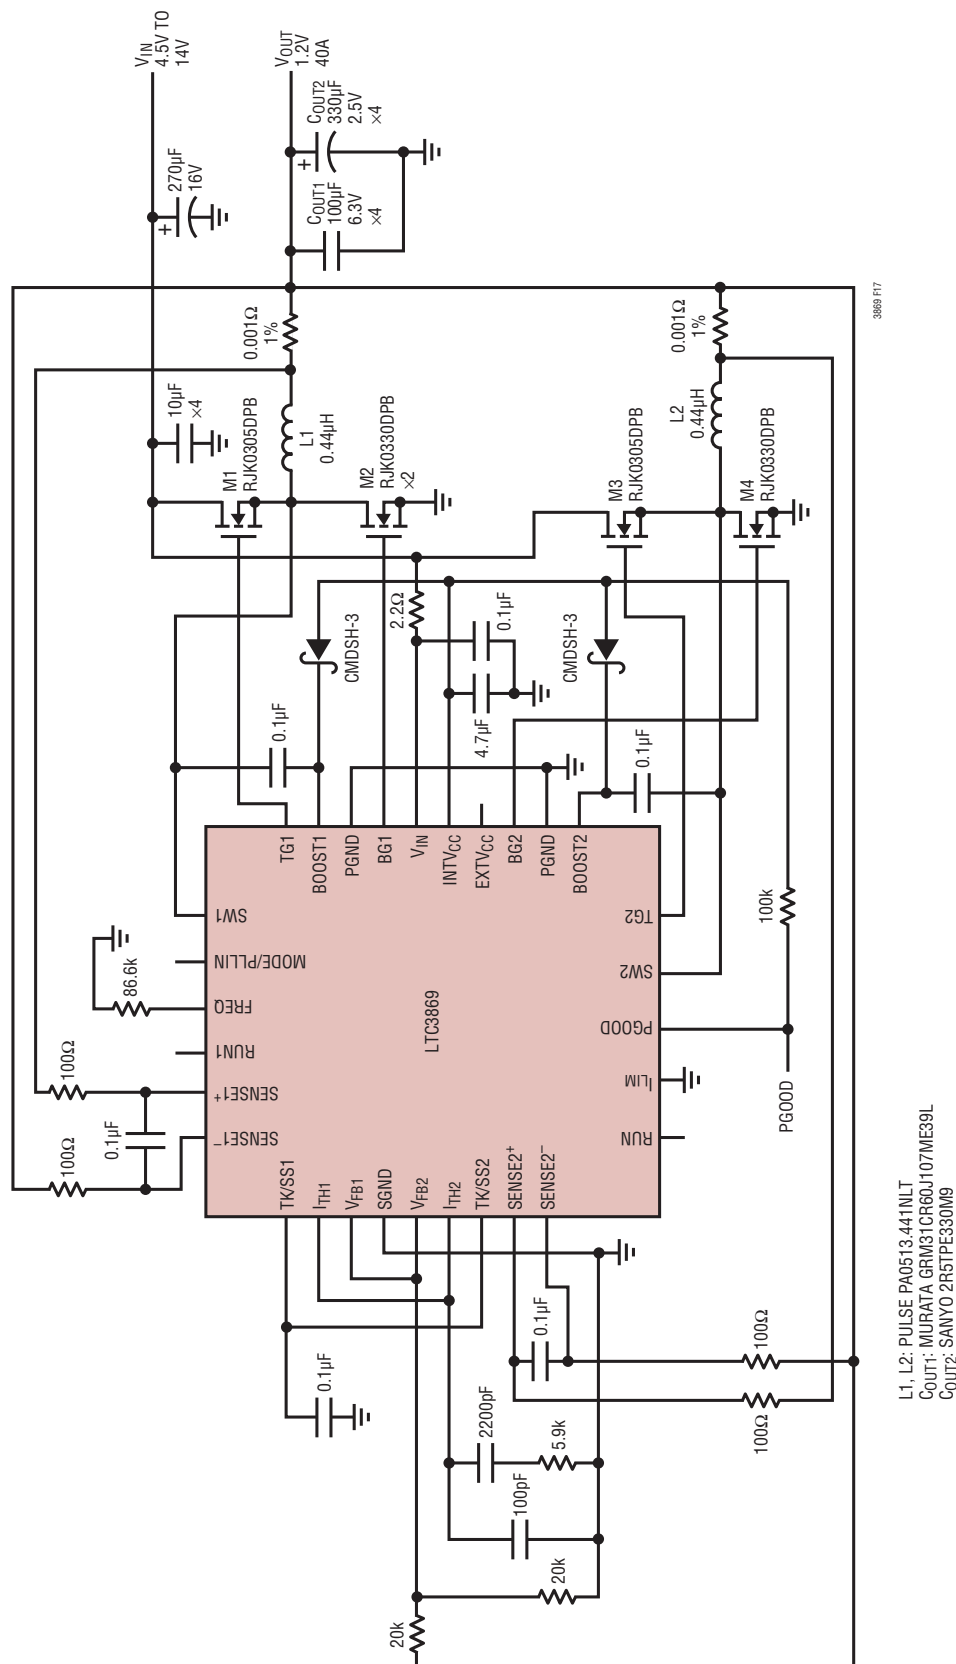 VIN
4.5V TO
14V
VOUT
1.2V
40A
270µF
16V
COUT2
330µF
2.5V
×4
COUT1
100µF
6.3V
×4
+
+
0.001Ω
1%
0.001Ω
1%
3869 F17
10µF
×4
M1
RJK0305DPB
L1
0.44µH
M2
RJK0330DPB
×2
L2
0.44µH
M3
RJK0305DPB
M4
RJK0330DPB
CMDSH-3
2.2Ω
0.1µF
CMDSH-3
0.1µF
4.7µF
0.1µF
TG1
BOOST1
PGND
BG1
VIN
INTVCC
EXTVCC
BG2
PGND
BOOST2
SW1
MODE/PLLIN
FREQ
RUN1
SENSE1+
SENSE1–
LTC3869
TG2
SW2
PGOOD
ILIM
RUN
TK/SS1
ITH1
VFB1
SGND
VFB2
ITH2
TK/SS2
SENSE2+
SENSE2–
86.6k
100Ω
100Ω
0.1µF
100k
PGOOD
0.1µF
0.1µF
2200pF
5.9k
100pF
20k
20k
100Ω
100Ω
L1, L2: PULSE PA0513.441NLT
COUT1: MURATA GRM31CR60J107ME39L
COUT2: SANYO 2R5TPE330M9